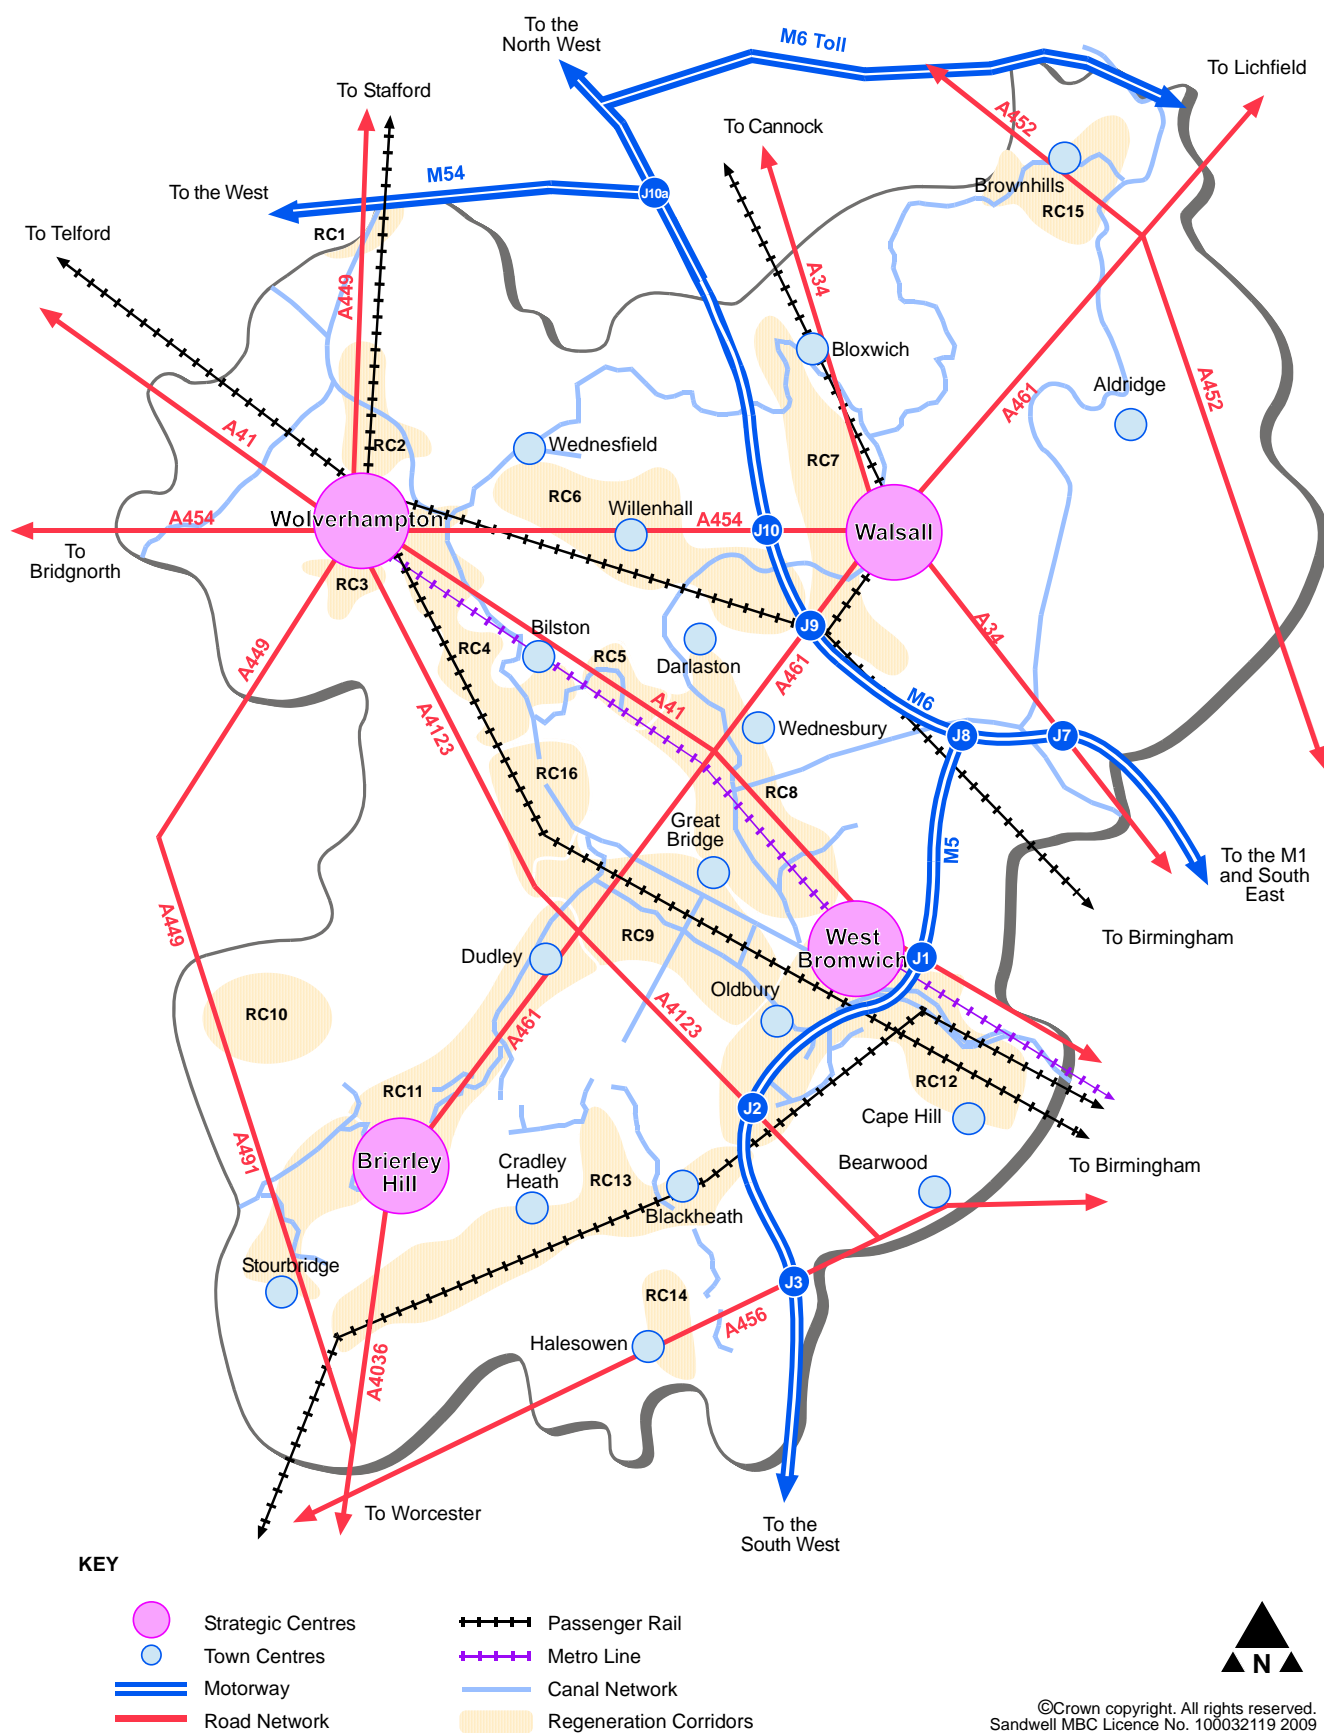 To the
North West
M6 Toll
To Lichfield
To Stafford
To Cannock
A452
M54
To the West
J10a
Brownhills
RC15
RC1
To Telford
A449
A34
Bloxwich
Aldridge
A461
A452
A41
RC2
Wednesfield
RC7
RC6
Willenhall
A454
Wolverhampton
A454
J10
Walsall
To
Bridgnorth
RC3
Bilston
J9
A34
RC4
RC5
Darlaston
A449
A461
M6
A41
A4123
Wednesbury
J8
J7
RC16
RC8
Great
Bridge
M5
To the M1
and South
East
A449
RC9
West
Bromwich
To Birmingham
Dudley
J1
Oldbury
RC10
A461
A4123
RC11
RC12
J2
Cape Hill
A491
Brierley
Hill
Cradley
Heath
RC13
Bearwood
To Birmingham
Blackheath
Stourbridge
J3
RC14
A456
Halesowen
A4036
To Worcester
To the
South West
KEY
Strategic Centres
Passenger Rail
Town Centres
Metro Line
Motorway
Canal Network
Road Network
Regeneration Corridors
N
©Crown copyright. All rights reserved.
Sandwell MBC Licence No. 100032119 2009